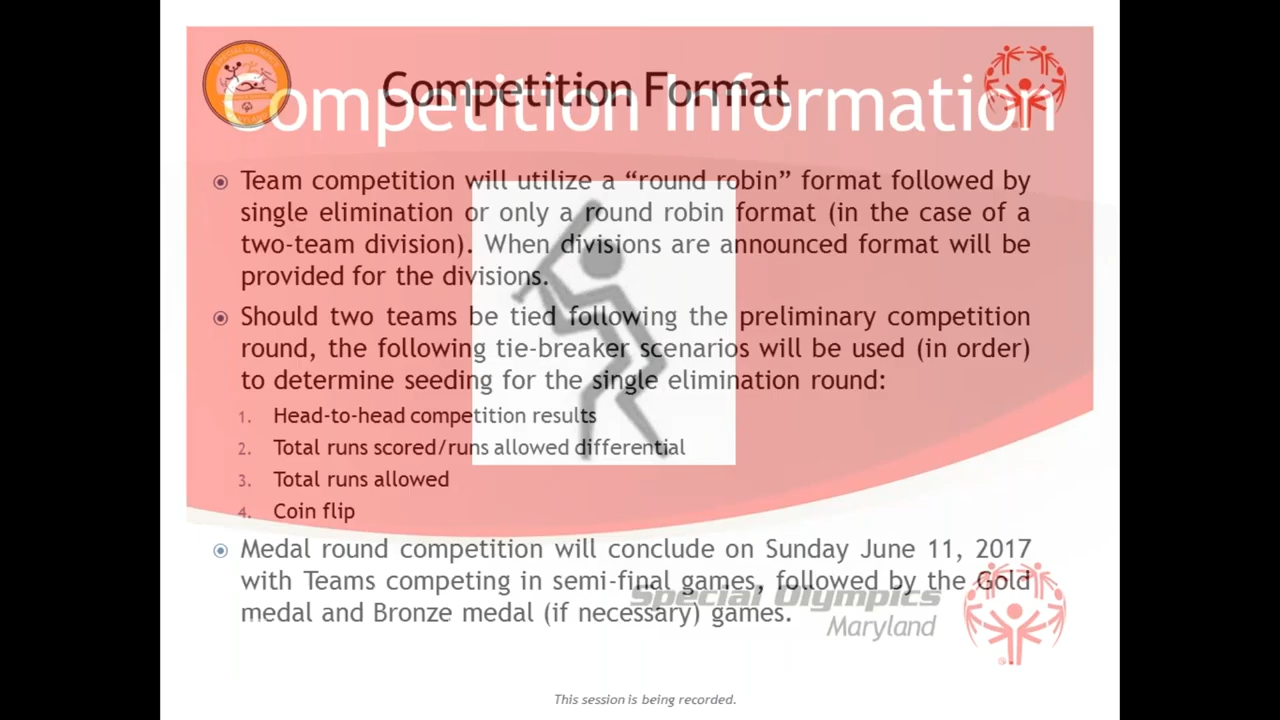 Competition Format
Competition Information
Team competition will utilize a “round robin” format followed by
single elimination or only a round robin format (in the case of a
two-team division). When divisions are announced format will be
provided for the divisions.
Should two teams be tied following the preliminary competition
round, the following tie-breaker scenarios will be used (in order)
to determine seeding for the single elimination round:
1. Head-to-head competition results
2. Total runs scored/runs allowed differential
3. Total runs allowed
4. Coin flip
Medal round competition will conclude on Sunday June 11, 2017
with Teams competing in semi-final games, followed by the Gold
medal and Bronze medal (if necessary) games.
Special Olympics
Maryland
This session is being recorded.